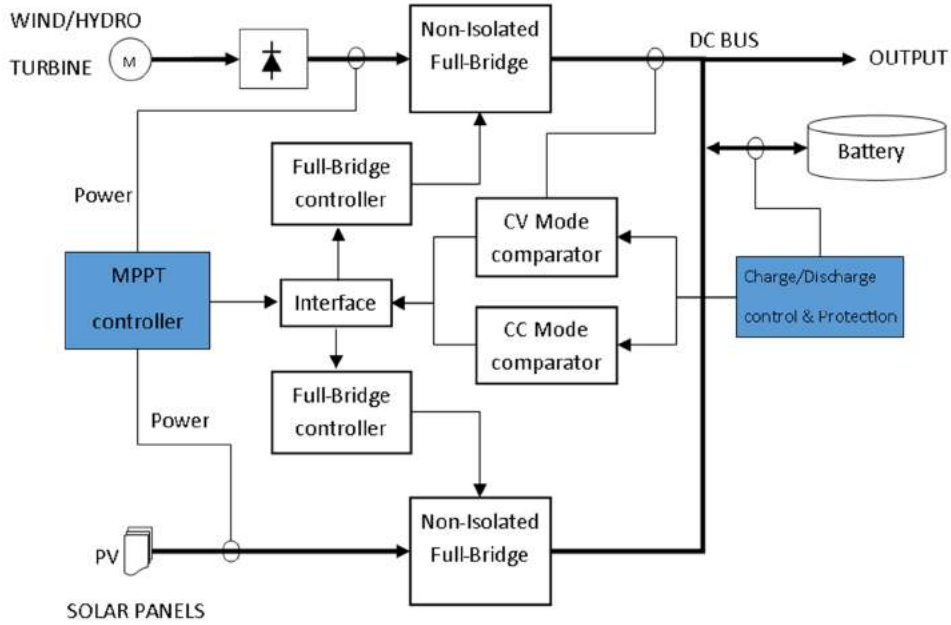 WIND/HYDRO
TURBINE
M
Non-Isolated
Full-Bridge
DC BUS
OUTPUT
Battery
Full-Bridge
controller
Power
CV Mode
comparator
MPPT
controller
Interface
Charge/Discharge
control & Protection
CC Mode
comparator
Full-Bridge
controller
Power
Non-Isolated
Full-Bridge
PV
SOLAR PANELS